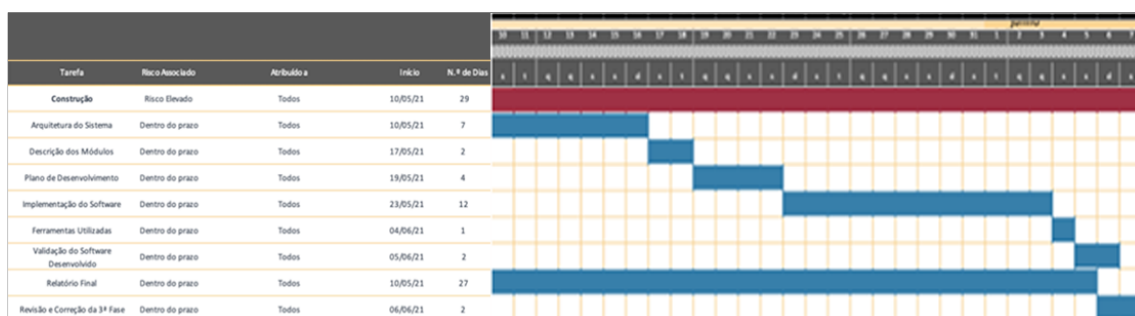 junho
10 11 12 13 14 15 16 17 18 19 20 21 22 23 24 25 26 27 28 29 30 31 1 2 3 4 5 6 7
Tarefa Risco Associado Atribuído a Início N.º de Dias s t q q s s d s t q q s s d s t q q s s d s t q q s s d s
Construção Risco Elevado Todos 10/05/21 29
Arquitetura do Sistema Dentro do prazo Todos 10/05/21 7
Descrição dos Módulos Dentro do prazo Todos 17/05/21 2
Plano de Desenvolvimento Dentro do prazo Todos 19/05/21 4
Implementação do Software Dentro do prazo Todos 23/05/21 12
Ferramentas Utilizadas Dentro do prazo Todos 04/06/21 1
Validação do Software
Desenvolvido Dentro do prazo Todos 05/06/21 2
Relatório Final Dentro do prazo Todos 10/05/21 27
Revisão e Correção da 3ª Fase Dentro do prazo Todos 06/06/21 2